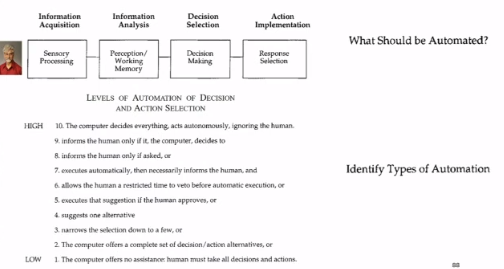 Information Acquisition
Information Analysis
Decision Selection
Action Implementation
Sensory Processing
Perception/ Working Memory
Decision Making
Response Selection
What Should be Automated?
LEVELS OF AUTOMATION OF DECISION
AND ACTION SELECTION
HIGH 10. The computer decides everything, acts autonomously, ignoring the human.
9. informs the human only if it, the computer, decides to
8. informs the human only if asked, or
7. executes automatically, then necessarily informs the human, and
6. allows the human a restricted time to veto before automatic execution, or
5. executes that suggestion if the human approves, or
4. suggests one alternative
3. narrows the selection down to a few, or
2. The computer offers a complete set of decision/action alternatives, or
LOW 1. The computer offers no assistance: human must take all decisions and actions.
Identify Types of Automation